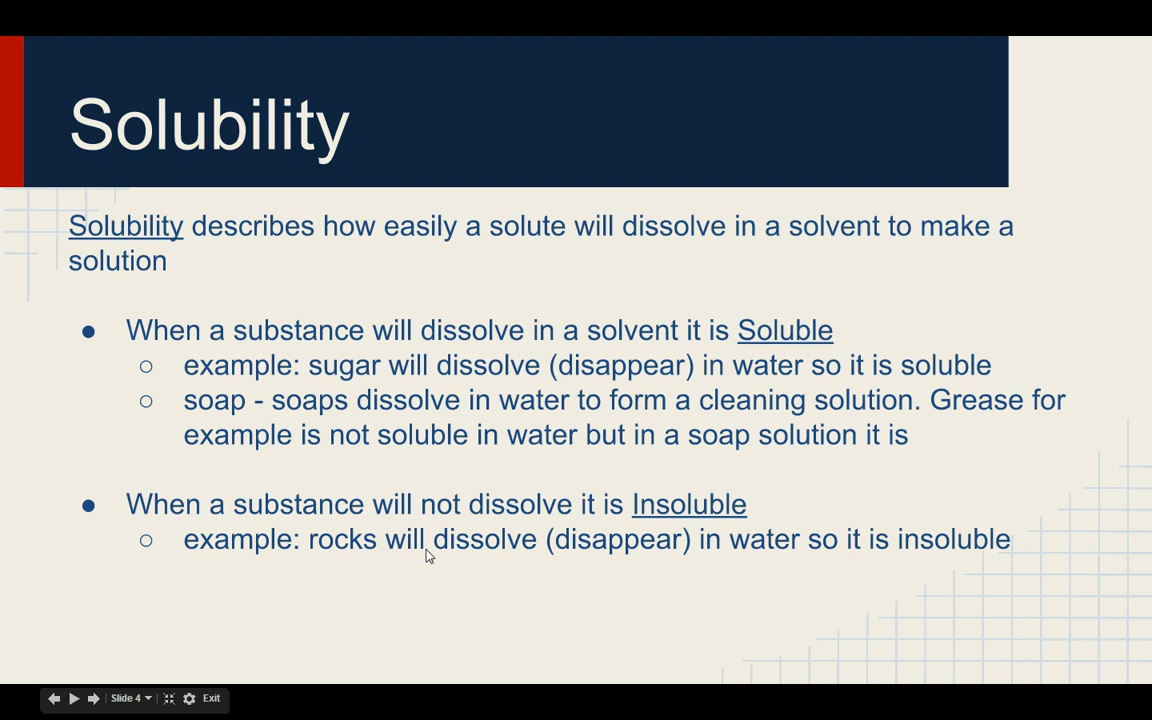 Solubility
Solubility describes how easily a solute will dissolve in a solvent to make a
solution
● When a substance will dissolve in a solvent it is Soluble
○ example: sugar will dissolve (disappear) in water so it is soluble
○ soap - soaps dissolve in water to form a cleaning solution. Grease for
example is not soluble in water but in a soap solution it is
● When a substance will not dissolve it is Insoluble
○ example: rocks will dissolve (disappear) in water so it is insoluble
Slide 4 Exit